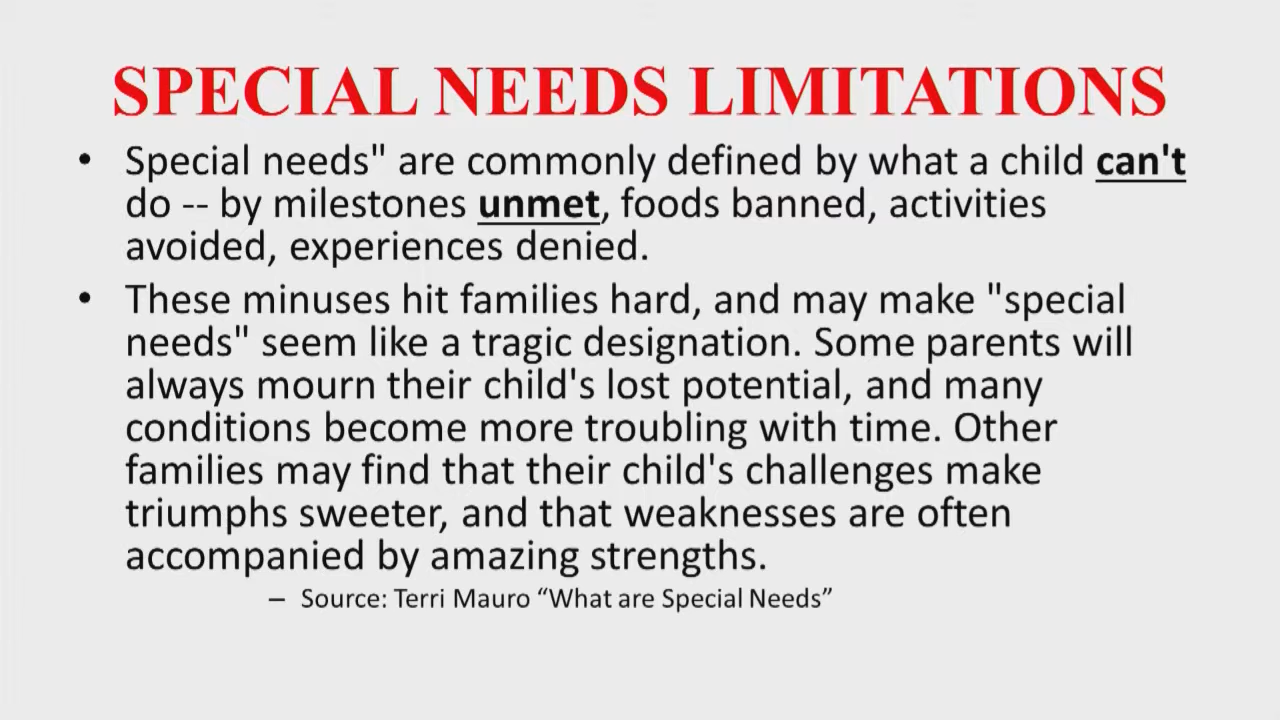 SPECIAL NEEDS LIMITATIONS
• Special needs" are commonly defined by what a child can't
do -- by milestones unmet, foods banned, activities
avoided, experiences denied.
• These minuses hit families hard, and may make "special
needs" seem like a tragic designation. Some parents will
always mourn their child's lost potential, and many
conditions become more troubling with time. Other
families may find that their child's challenges make
triumphs sweeter, and that weaknesses are often
accompanied by amazing strengths.
– Source: Terri Mauro “What are Special Needs”